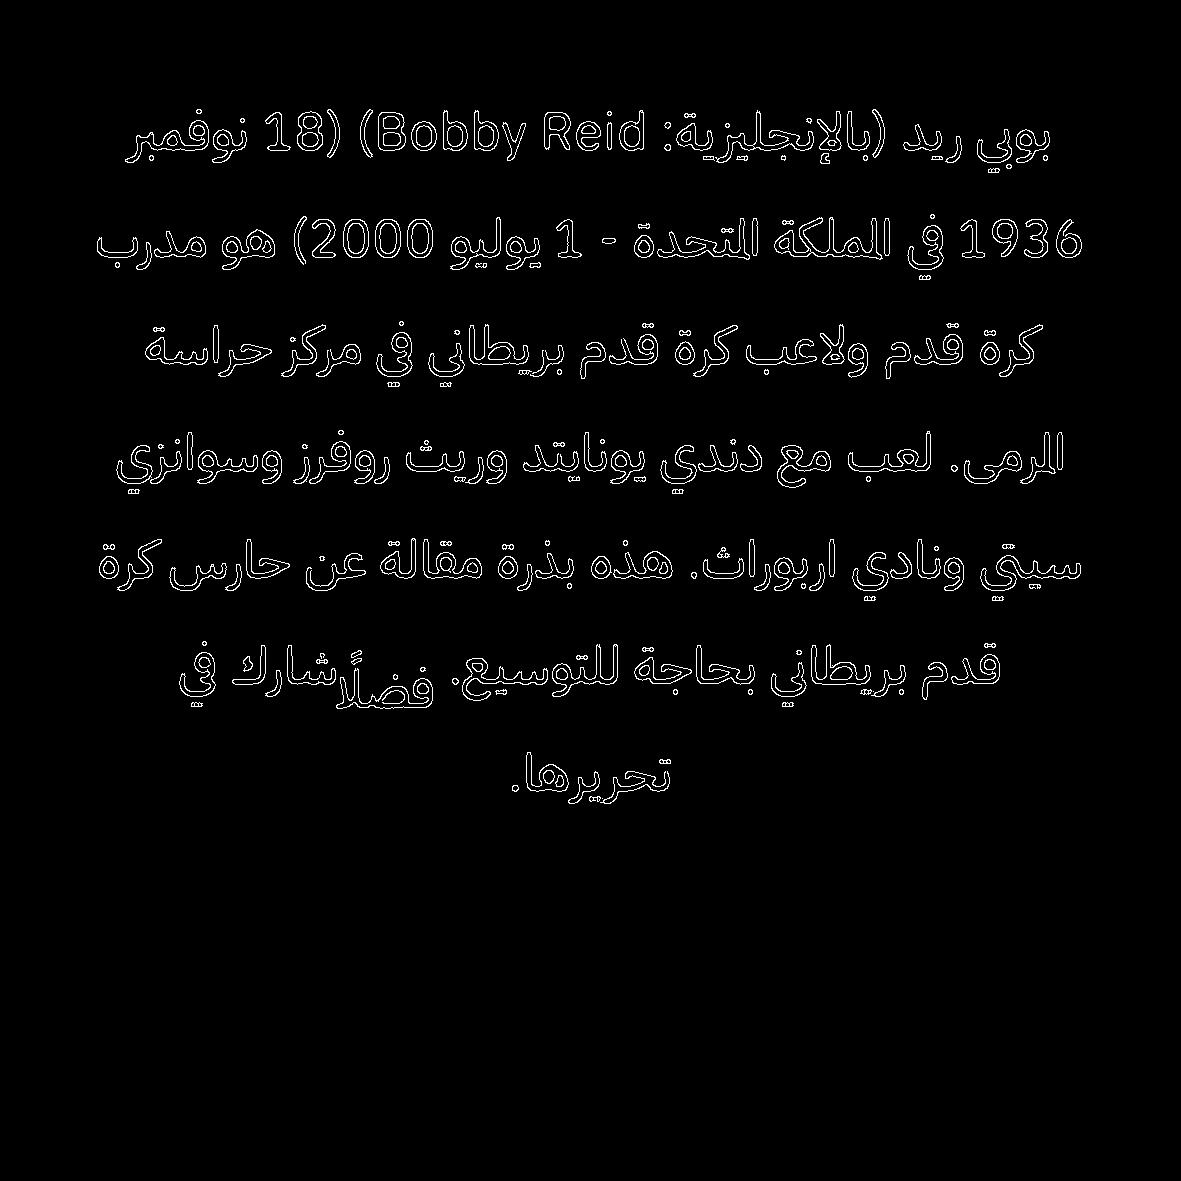 بوبي ريد (بالإنجليزية: Bobby Reid) (18 نوفمبر
1936 في المملكة المتحدة - 1 يوليو 2000) هو مدرب
كرة قدم ولاعب كرة قدم بريطاني في مركز حراسة
المرمى. لعب مع دندي يونايتد وريث روفرز وسوانزي
سيتي ونادي اربوراث. هذه بذرة مقالة عن حارس كرة
قدم بريطاني بحاجة للتوسيع. فضلًا شارك في
تحريرها.